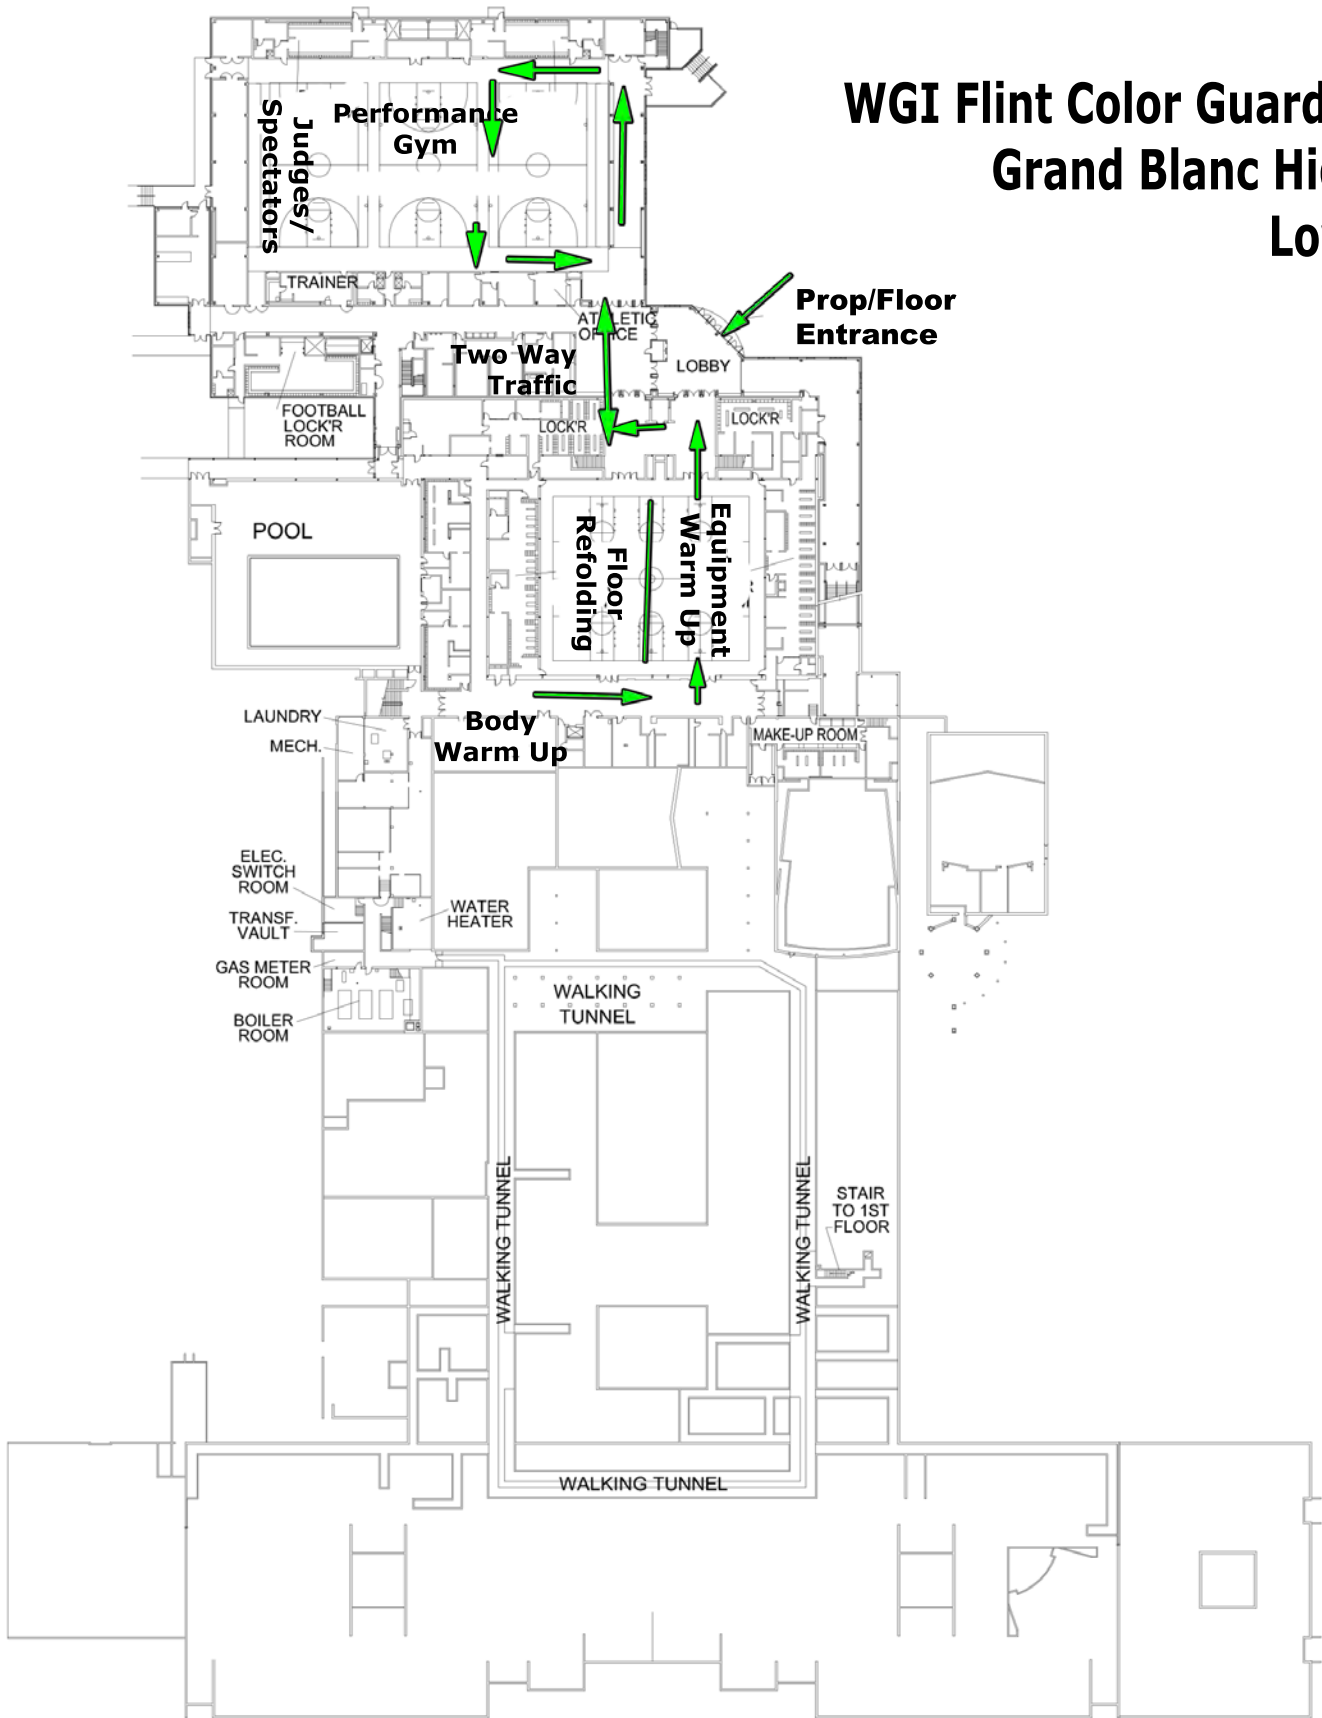 WGI Flint Color Guard
Grand Blanc Hi
Lo
Performance
Gym
Judges/
Spectators
TRAINER
ATHLETIC
OFFICE
Prop/Floor
Entrance
Two Way
Traffic
LOBBY
FOOTBALL
LOCK'R
ROOM
LOCK'R
LOCK'R
POOL
Floor
Refolding
Equipment
Warm Up
LAUNDRY
MECH.
Body
Warm Up
MAKE-UP ROOM
ELEC.
SWITCH
ROOM
TRANSF.
VAULT
WATER
HEATER
GAS METER
ROOM
BOILER
ROOM
WALKING
TUNNEL
WALKING TUNNEL
WALKING TUNNEL
STAIR
TO 1ST
FLOOR
WALKING TUNNEL